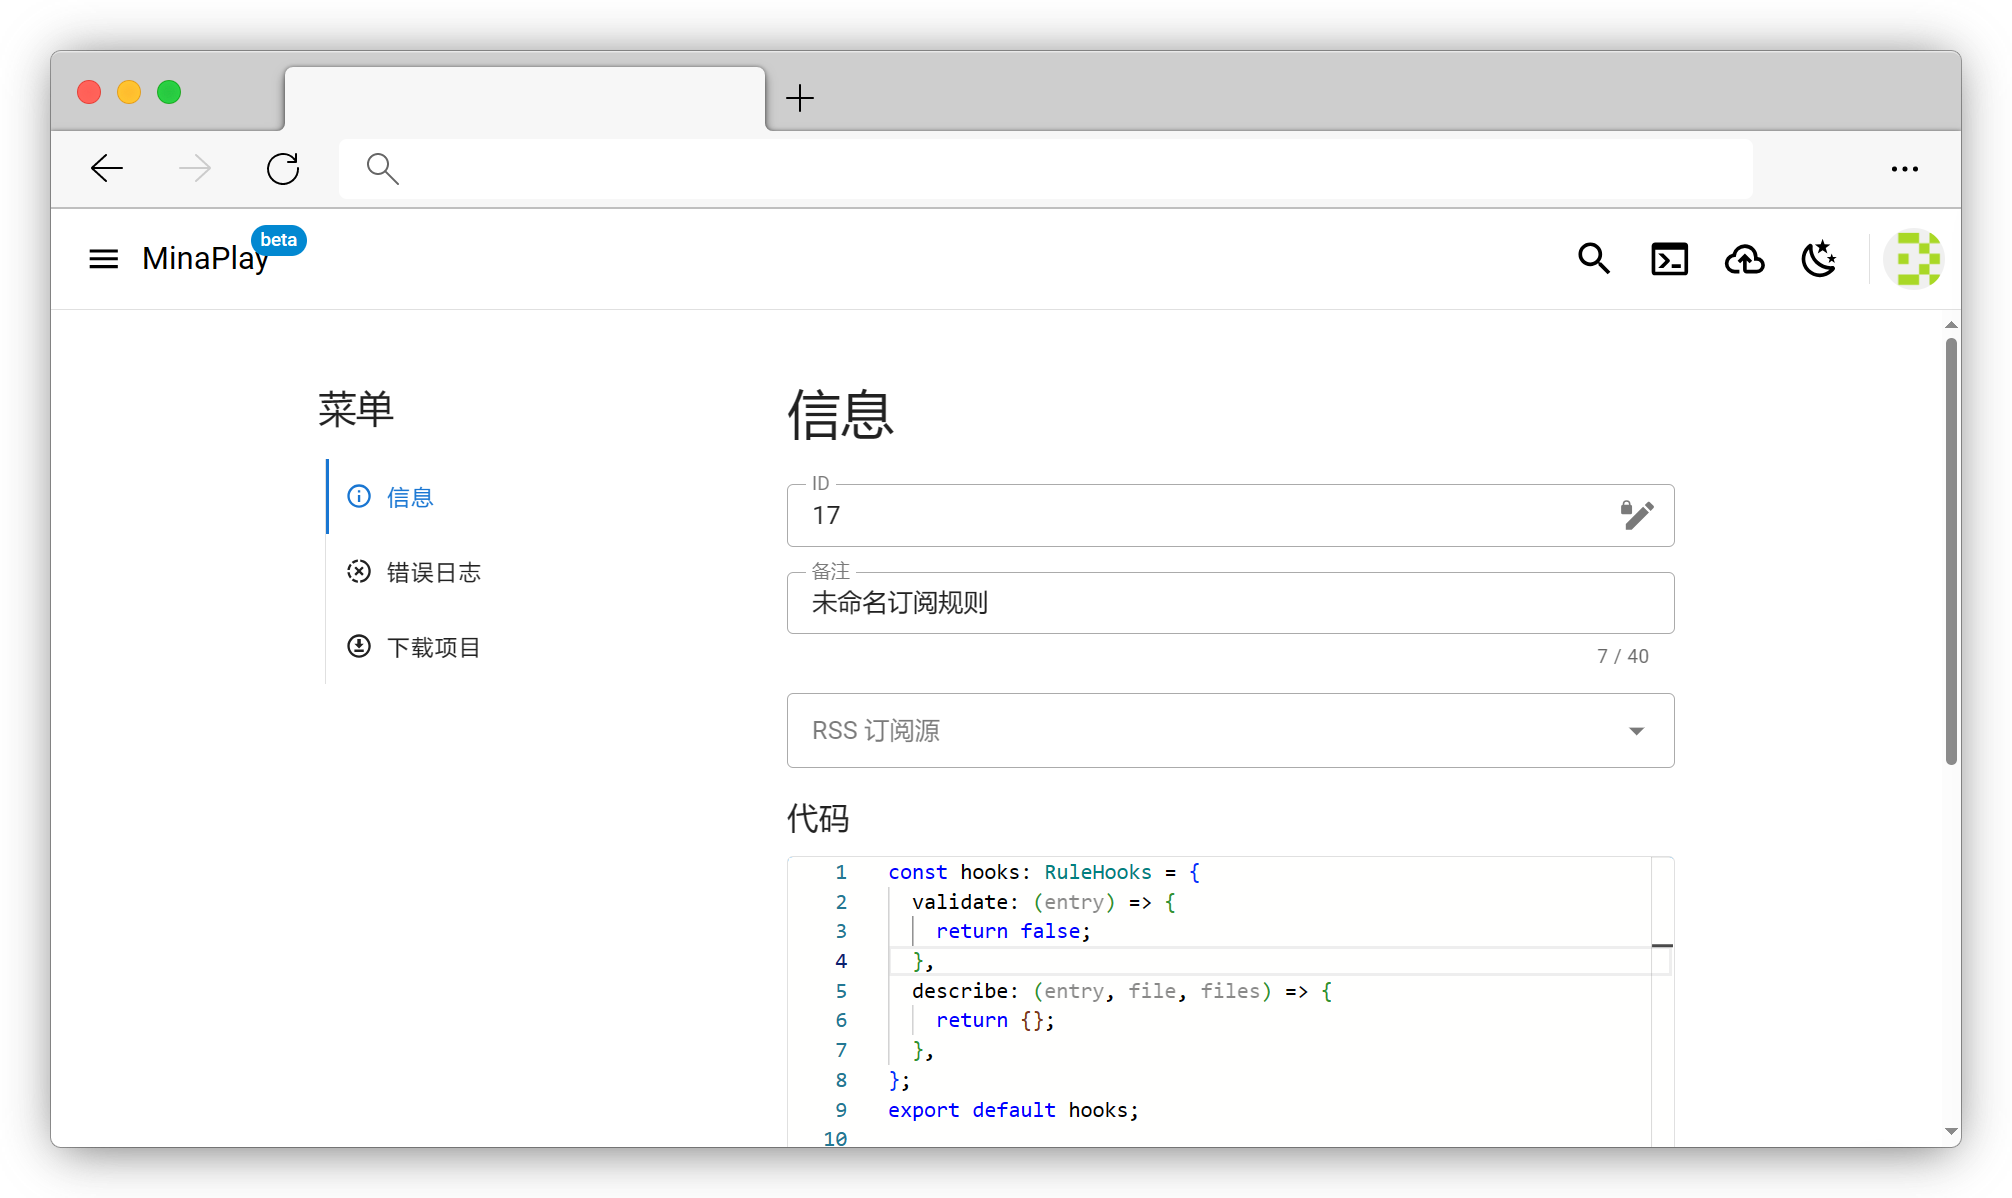 MinaPlay beta
菜单
信息
错误日志
下载项目
信息
ID
17
备注
未命名订阅规则
7 / 40
RSS 订阅源
代码
1 const hooks: RuleHooks = {
2 validate: (entry) => {
3 return false;
4 },
5 describe: (entry, file, files) => {
6 return {};
7 },
8 };
9 export default hooks;
10